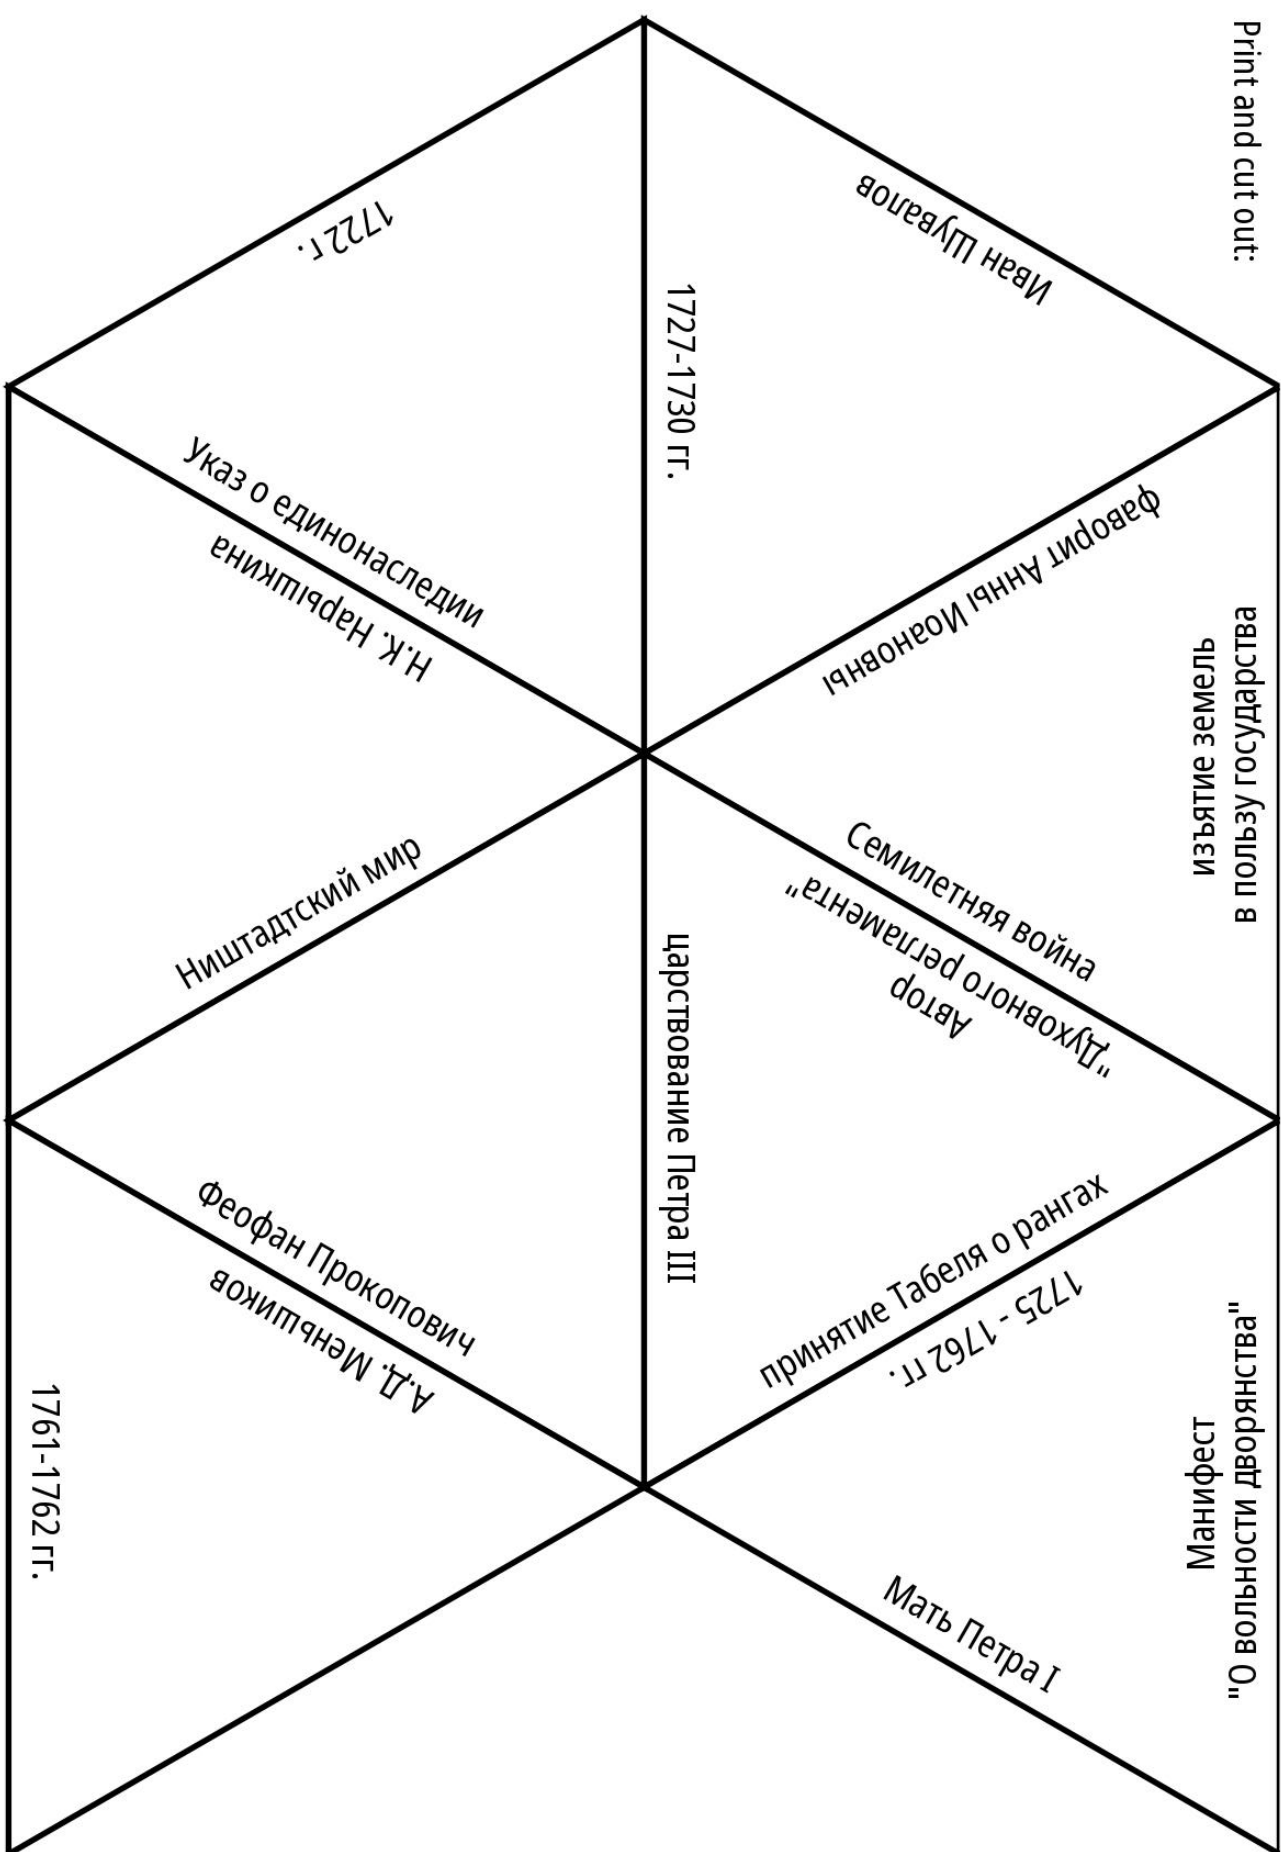 Print and cut out:
Иван Шувалов
1722 г.
1727-1730 гг.
фаворит Анны Иоановны
Указ о единонаследии
Н.К. Нарышкина
изъятие земель
в пользу государства
Ништадтский мир
Семилетняя война
Автор
"Духовного регламента"
царствование Петра III
принятие Табеля о рангах
1725 - 1762 гг.
Феофан Прокопович
А.Д. Меньшиков
Манифест
"О вольности дворянства"
1761-1762 гг.
Мать Петра I